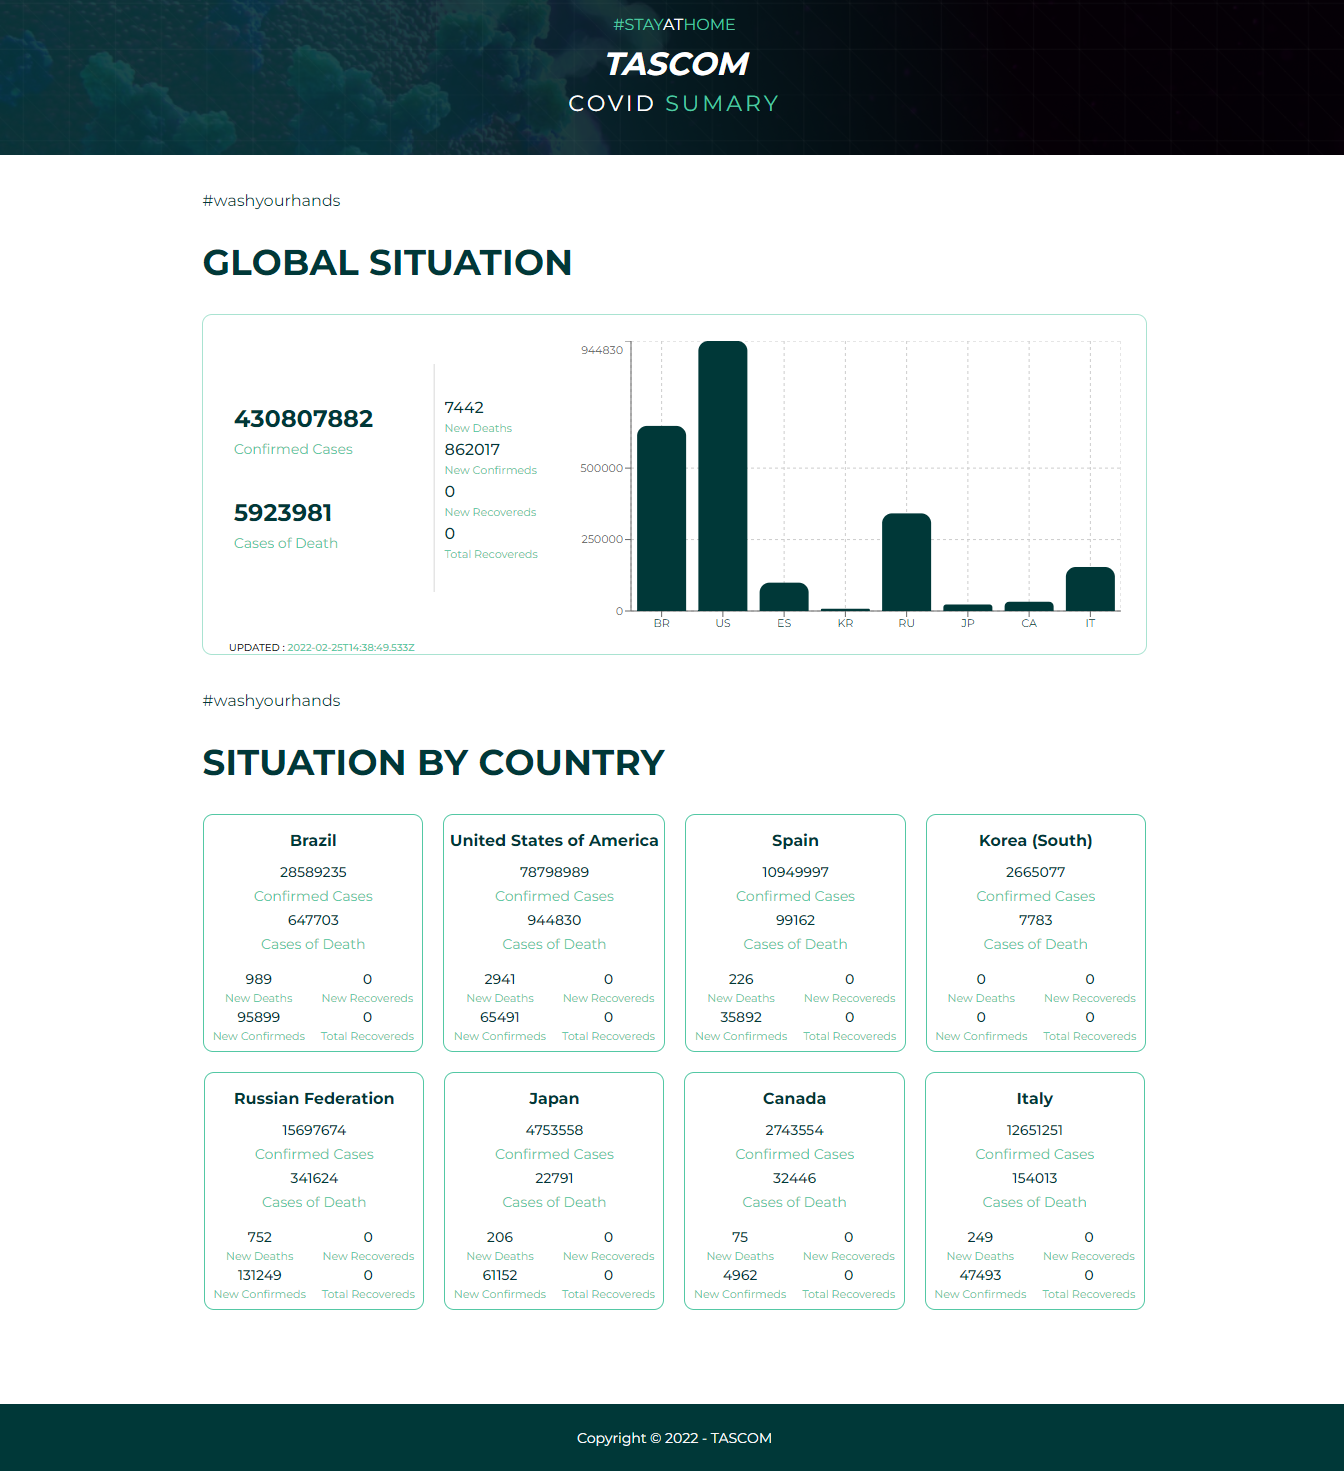 #STAYATHOME
TASCOM
COVID SUMARY
#washyourhands
GLOBAL SITUATION
430807882
Confirmed Cases
5923981
Cases of Death
7442
New Deaths
862017
New Confirmeds
0
New Recovereds
0
Total Recovereds
944830
500000
250000
0
BR US ES KR RU JP CA IT
UPDATED : 2022-02-25T14:38:49.533Z
#washyourhands
SITUATION BY COUNTRY
Brazil
28589235
Confirmed Cases
647703
Cases of Death
989 0
New Deaths New Recovereds
95899 0
New Confirmeds Total Recovereds
United States of America
78798989
Confirmed Cases
944830
Cases of Death
2941 0
New Deaths New Recovereds
65491 0
New Confirmeds Total Recovereds
Spain
10949997
Confirmed Cases
99162
Cases of Death
226 0
New Deaths New Recovereds
35892 0
New Confirmeds Total Recovereds
Korea (South)
2665077
Confirmed Cases
7783
Cases of Death
0 0
New Deaths New Recovereds
0 0
New Confirmeds Total Recovereds
Russian Federation
15697674
Confirmed Cases
341624
Cases of Death
752 0
New Deaths New Recovereds
131249 0
New Confirmeds Total Recovereds
Japan
4753558
Confirmed Cases
22791
Cases of Death
206 0
New Deaths New Recovereds
61152 0
New Confirmeds Total Recovereds
Canada
2743554
Confirmed Cases
32446
Cases of Death
75 0
New Deaths New Recovereds
4962 0
New Confirmeds Total Recovereds
Italy
12651251
Confirmed Cases
154013
Cases of Death
249 0
New Deaths New Recovereds
47493 0
New Confirmeds Total Recovereds
Copyright © 2022 - TASCOM